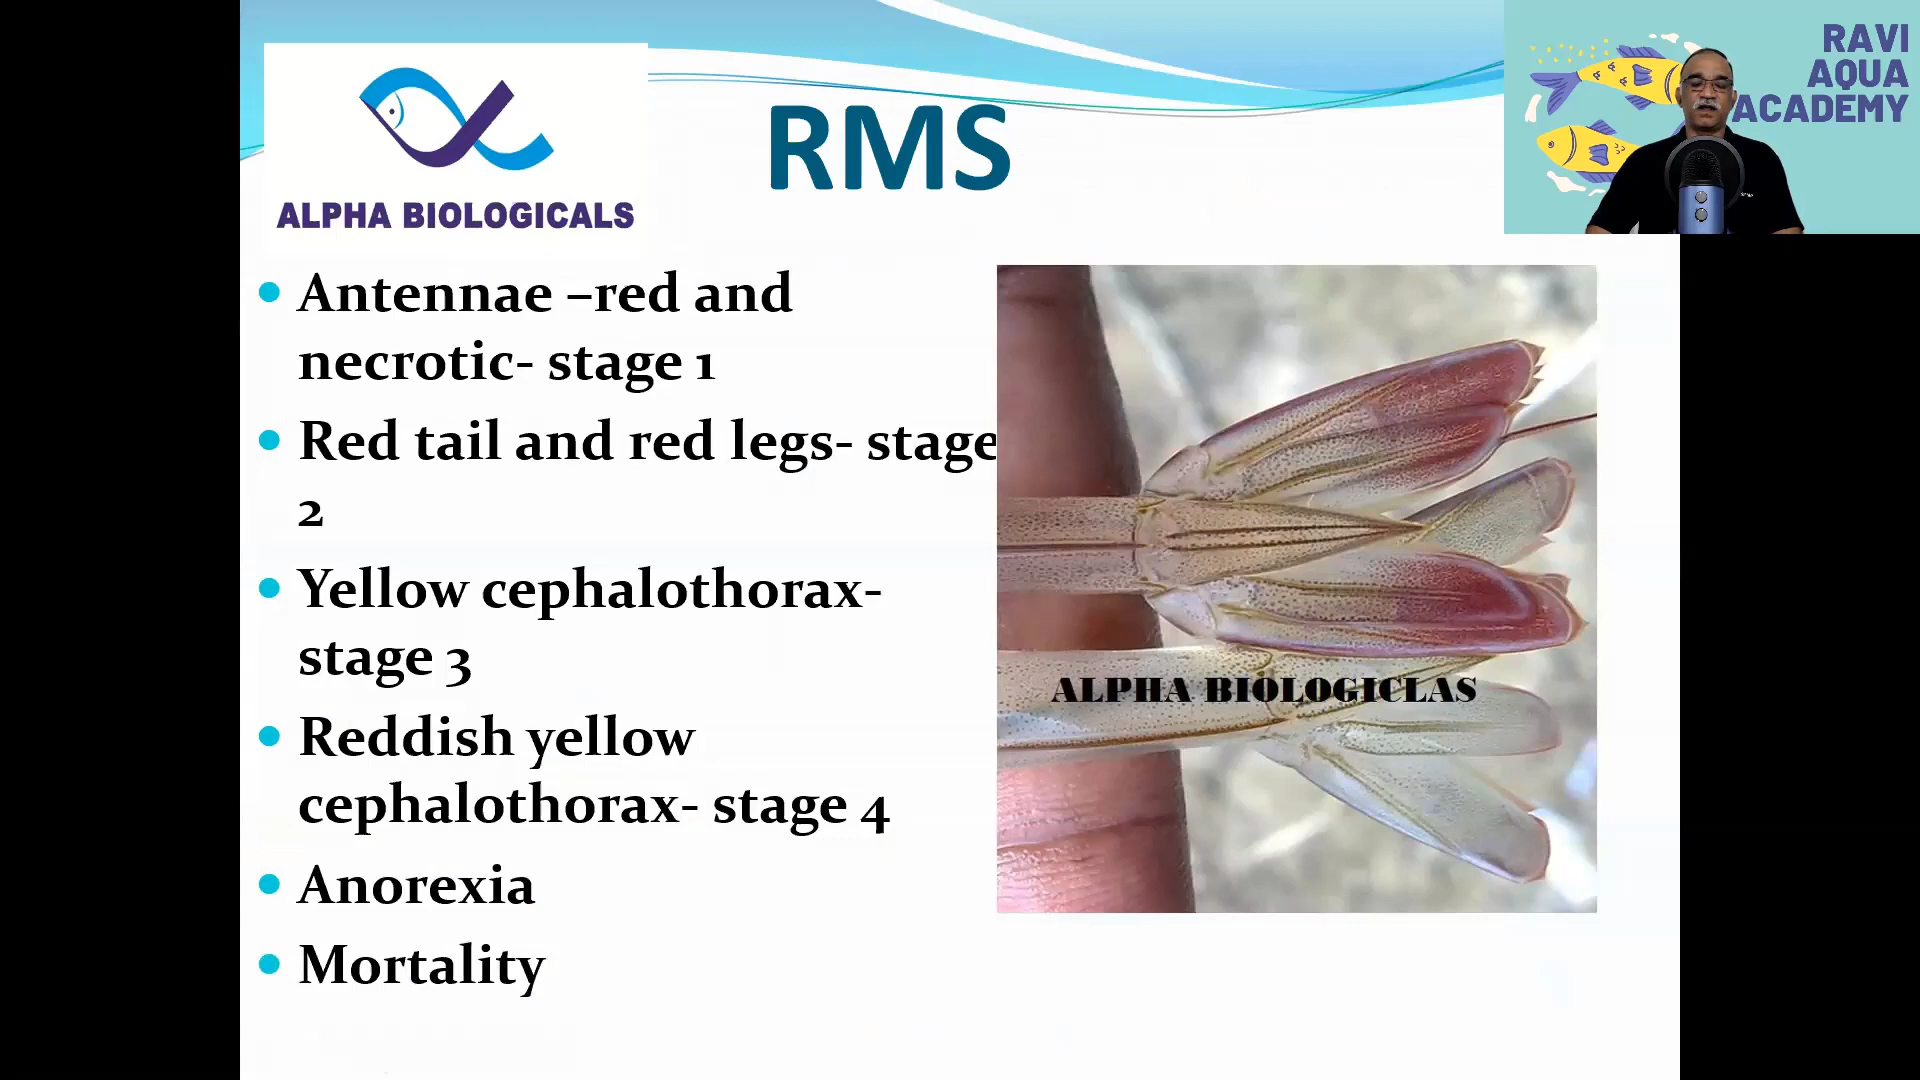 RAVI
AQUA
ACADEMY
ALPHA BIOLOGICALS
RMS
• Antennae –red and
necrotic- stage 1
• Red tail and red legs- stage
2
• Yellow cephalothorax-
stage 3
• Reddish yellow
cephalothorax- stage 4
• Anorexia
• Mortality
ALPHA BIOLOGICLAS